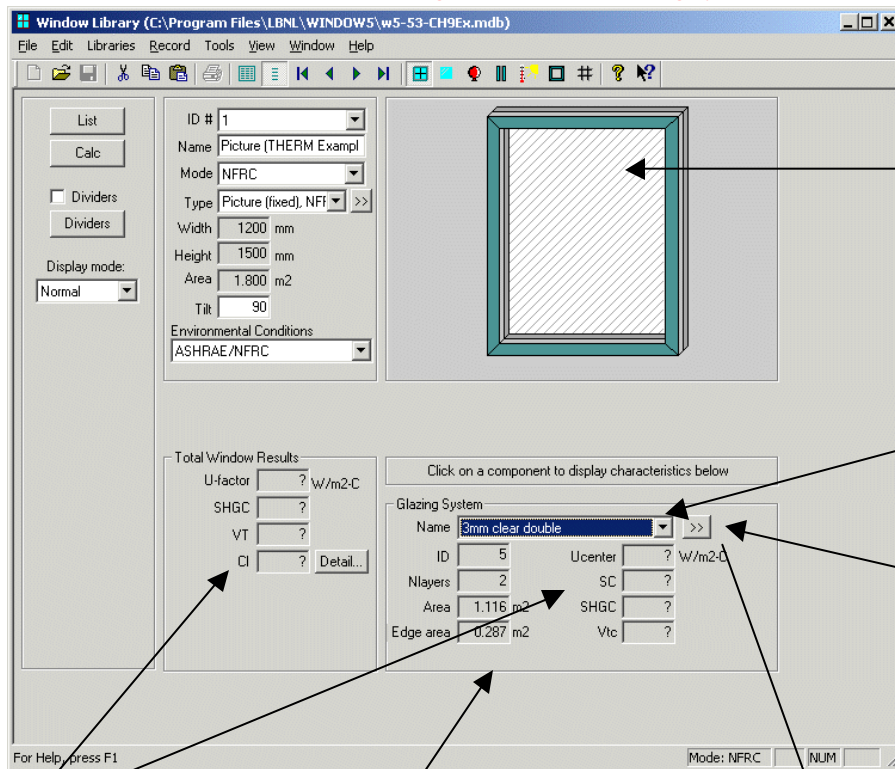 Window Library (C:\Program Files\LBNL\WINDOW5\w5-53-CH9Ex.mdb)
File Edit Libraries Record Tools View Window Help
List
Calc
Dividers
Dividers
Display mode:
Normal
ID # 1
Name Picture (THERM Exampl
Mode NFRC
Type Picture (fixed), NFF >>
Width 1200 mm
Height 1500 mm
Area 1.800 m2
Tilt 90
Environmental Conditions
ASHRAE/NFRC
Total Window Results
U-factor ? W/m2-C
SHGC ?
VT ?
CI ? Detail...
Click on a component to display characteristics below
Glazing System
Name 3mm clear double >>
ID 5 Ucenter ? W/m2-C
Nlayers 2 SC ?
Area 1.116 m2 SHGC ?
Edge area 0.287 m2 Vtc ?
For Help, press F1 Mode: NFRC NUM